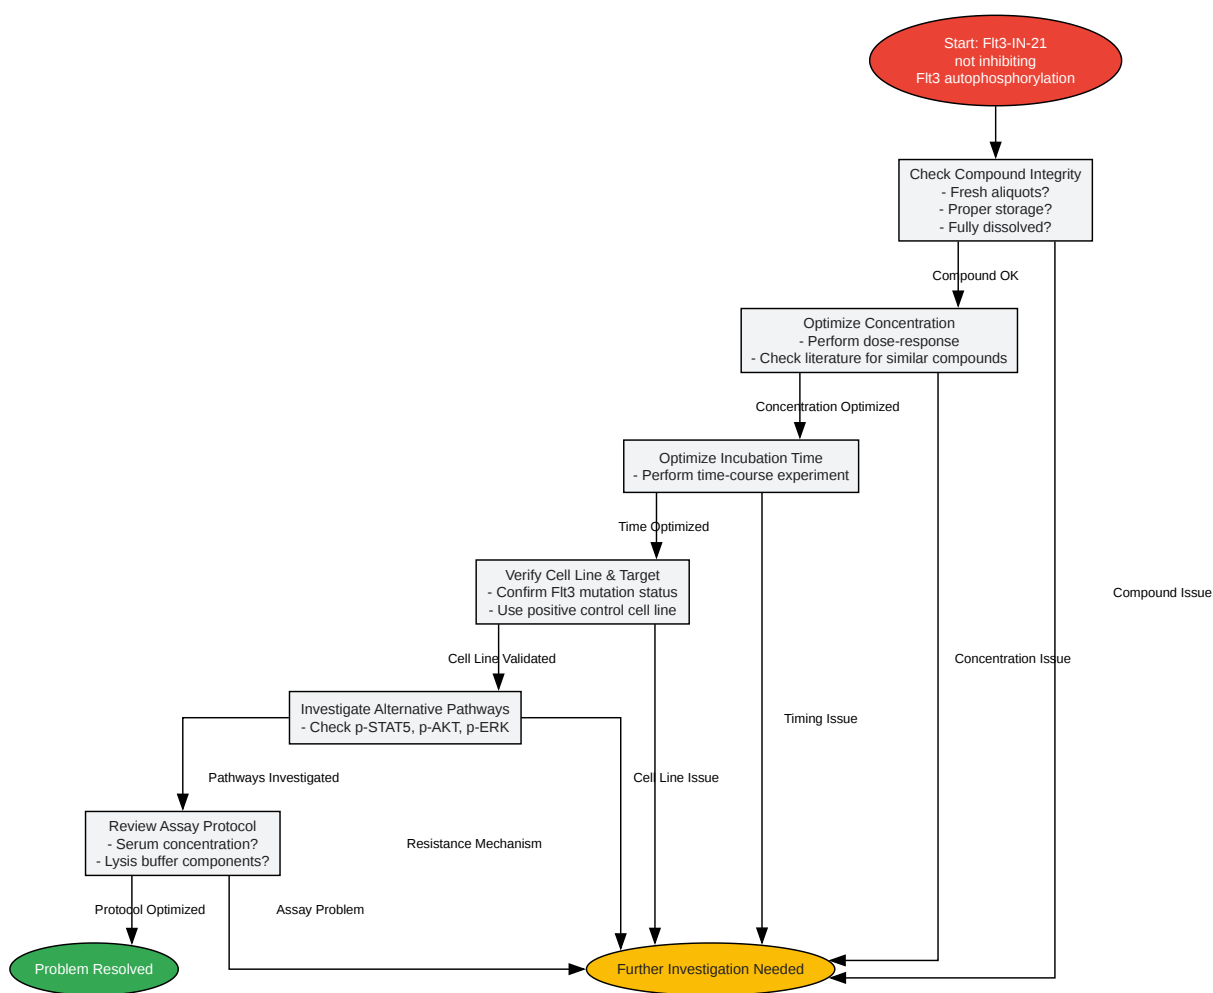 Start: Flt3-IN-21
not inhibiting
Flt3 autophosphorylation
Check Compound Integrity
- Fresh aliquots?
- Proper storage?
- Fully dissolved?
Compound OK
Optimize Concentration
- Perform dose-response
- Check literature for similar compounds
Concentration Optimized
Optimize Incubation Time
- Perform time-course experiment
Time Optimized
Verify Cell Line & Target
- Confirm Flt3 mutation status
- Use positive control cell line
Compound Issue
Cell Line Validated
Concentration Issue
Investigate Alternative Pathways
- Check p-STAT5, p-AKT, p-ERK
Timing Issue
Pathways Investigated
Cell Line Issue
Review Assay Protocol
- Serum concentration?
- Lysis buffer components?
Resistance Mechanism
Protocol Optimized
Assay Problem
Problem Resolved
Further Investigation Needed